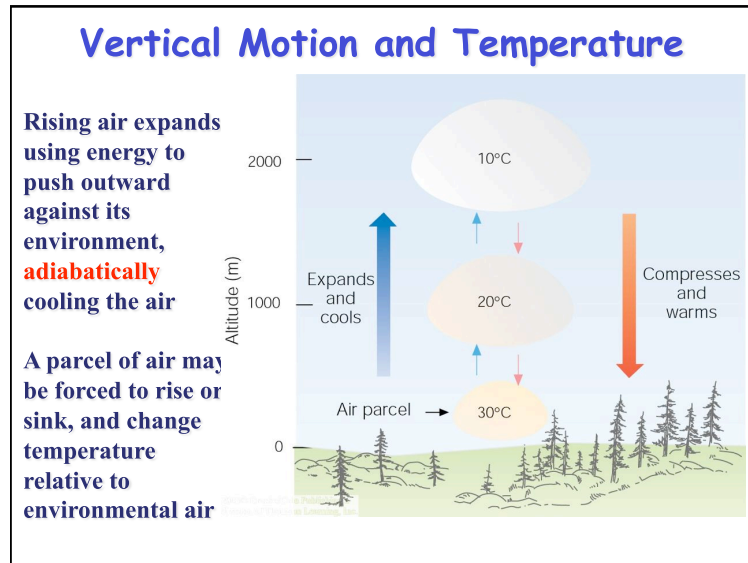 Vertical Motion and Temperature
Rising air expands
using energy to
push outward
against its
environment,
adiabatically
cooling the air
A parcel of air may
be forced to rise or
sink, and change
temperature
relative to
environmental air
Altitude (m)
2000
1000
0
10°C
20°C
30°C
Expands
and
cools
Compresses
and
warms
Air parcel